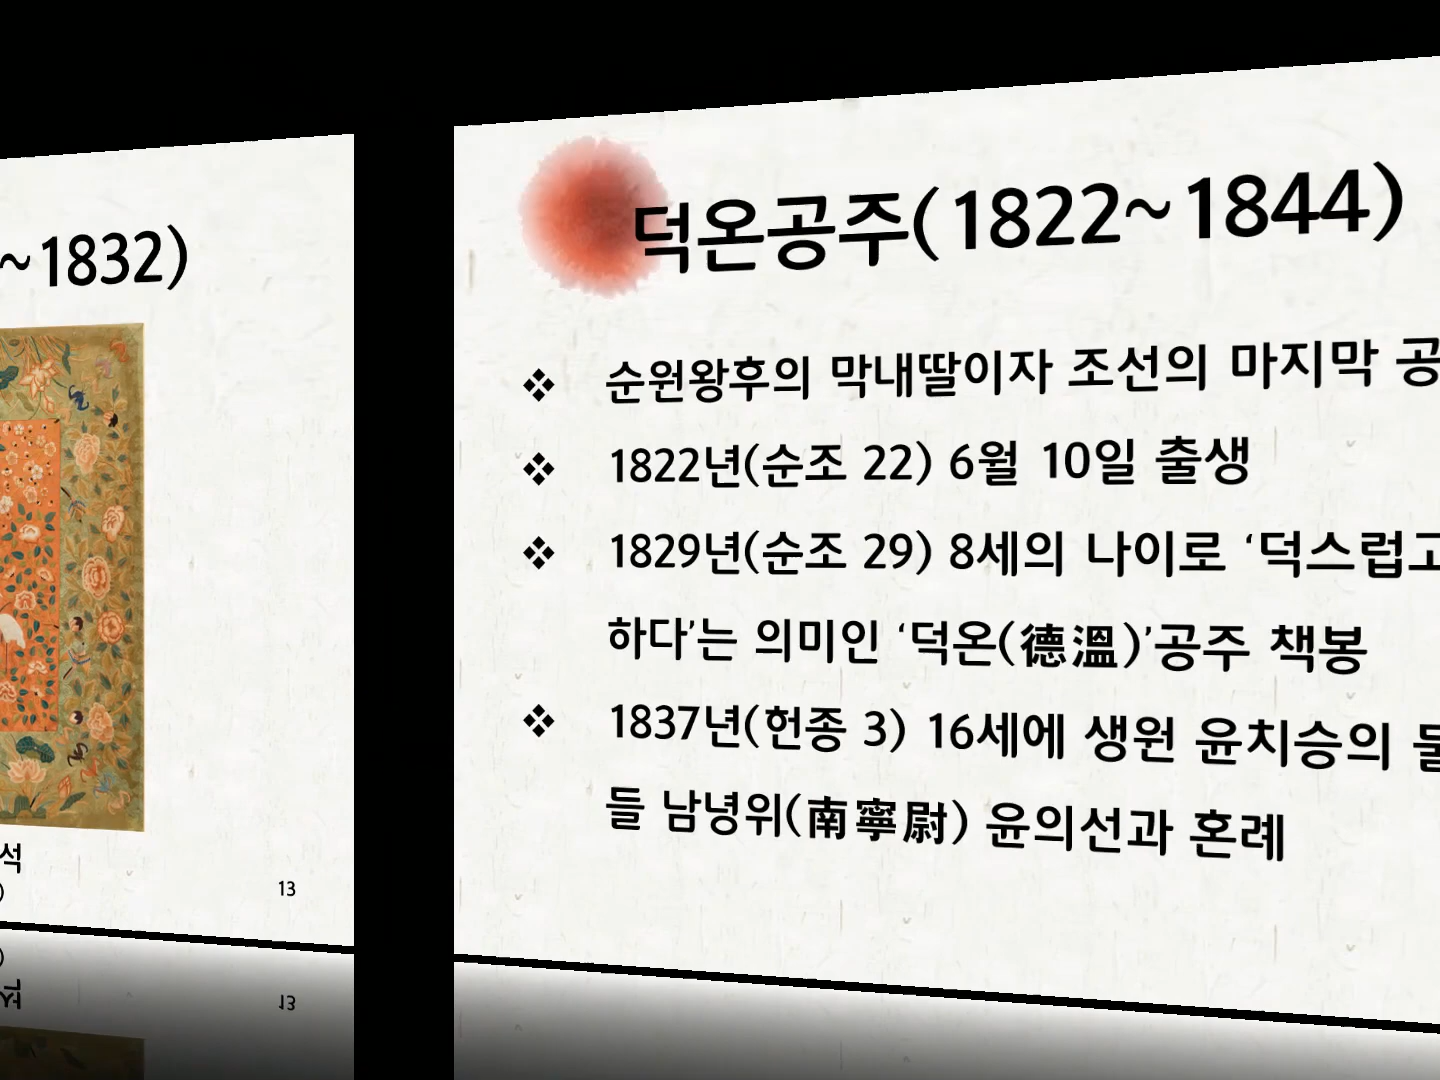 ~1832)
석
)
13
덕온공주(1822~1844)
❖ 순원왕후의 막내딸이자 조선의 마지막 공
❖ 1822년(순조 22) 6월 10일 출생
❖ 1829년(순조 29) 8세의 나이로 ‘덕스럽고
하다’는 의미인 ‘덕온(德溫)’공주 책봉
❖ 1837년(헌종 3) 16세에 생원 윤치승의
들 남녕위(南寧尉) 윤의선과 혼례